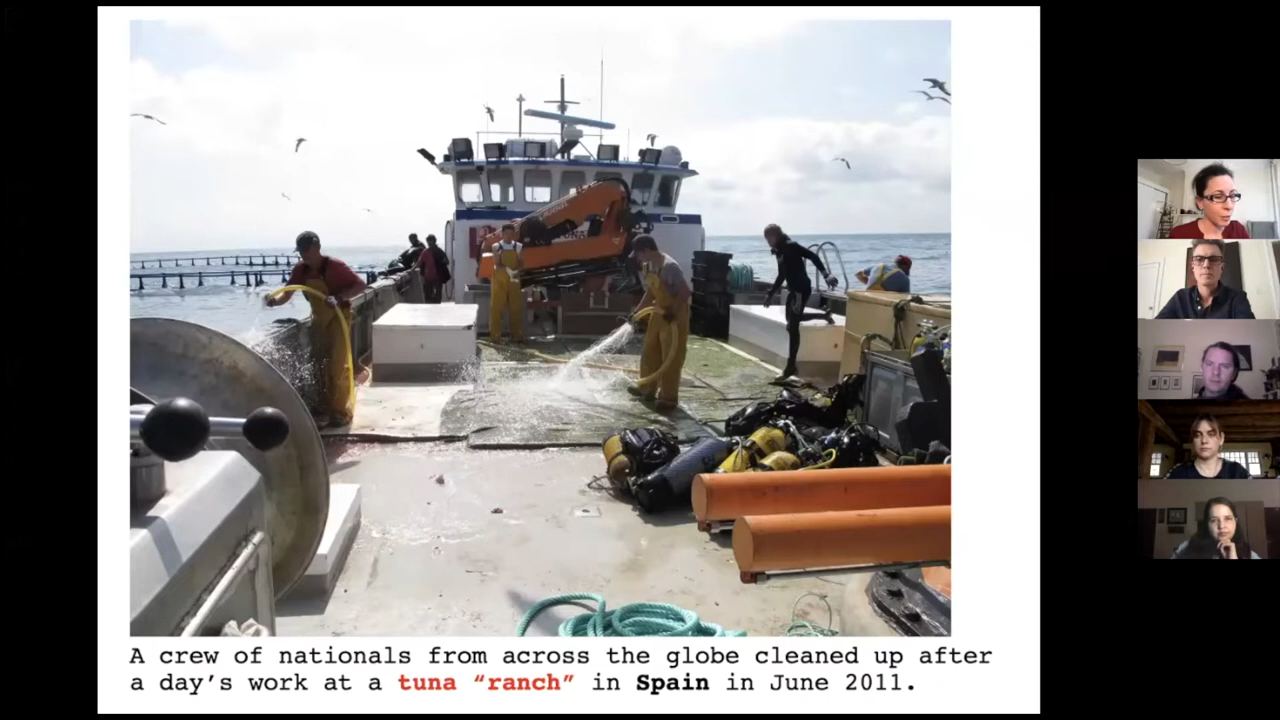 A crew of nationals from across the globe cleaned up after
a day's work at a tuna “ranch” in Spain in June 2011.